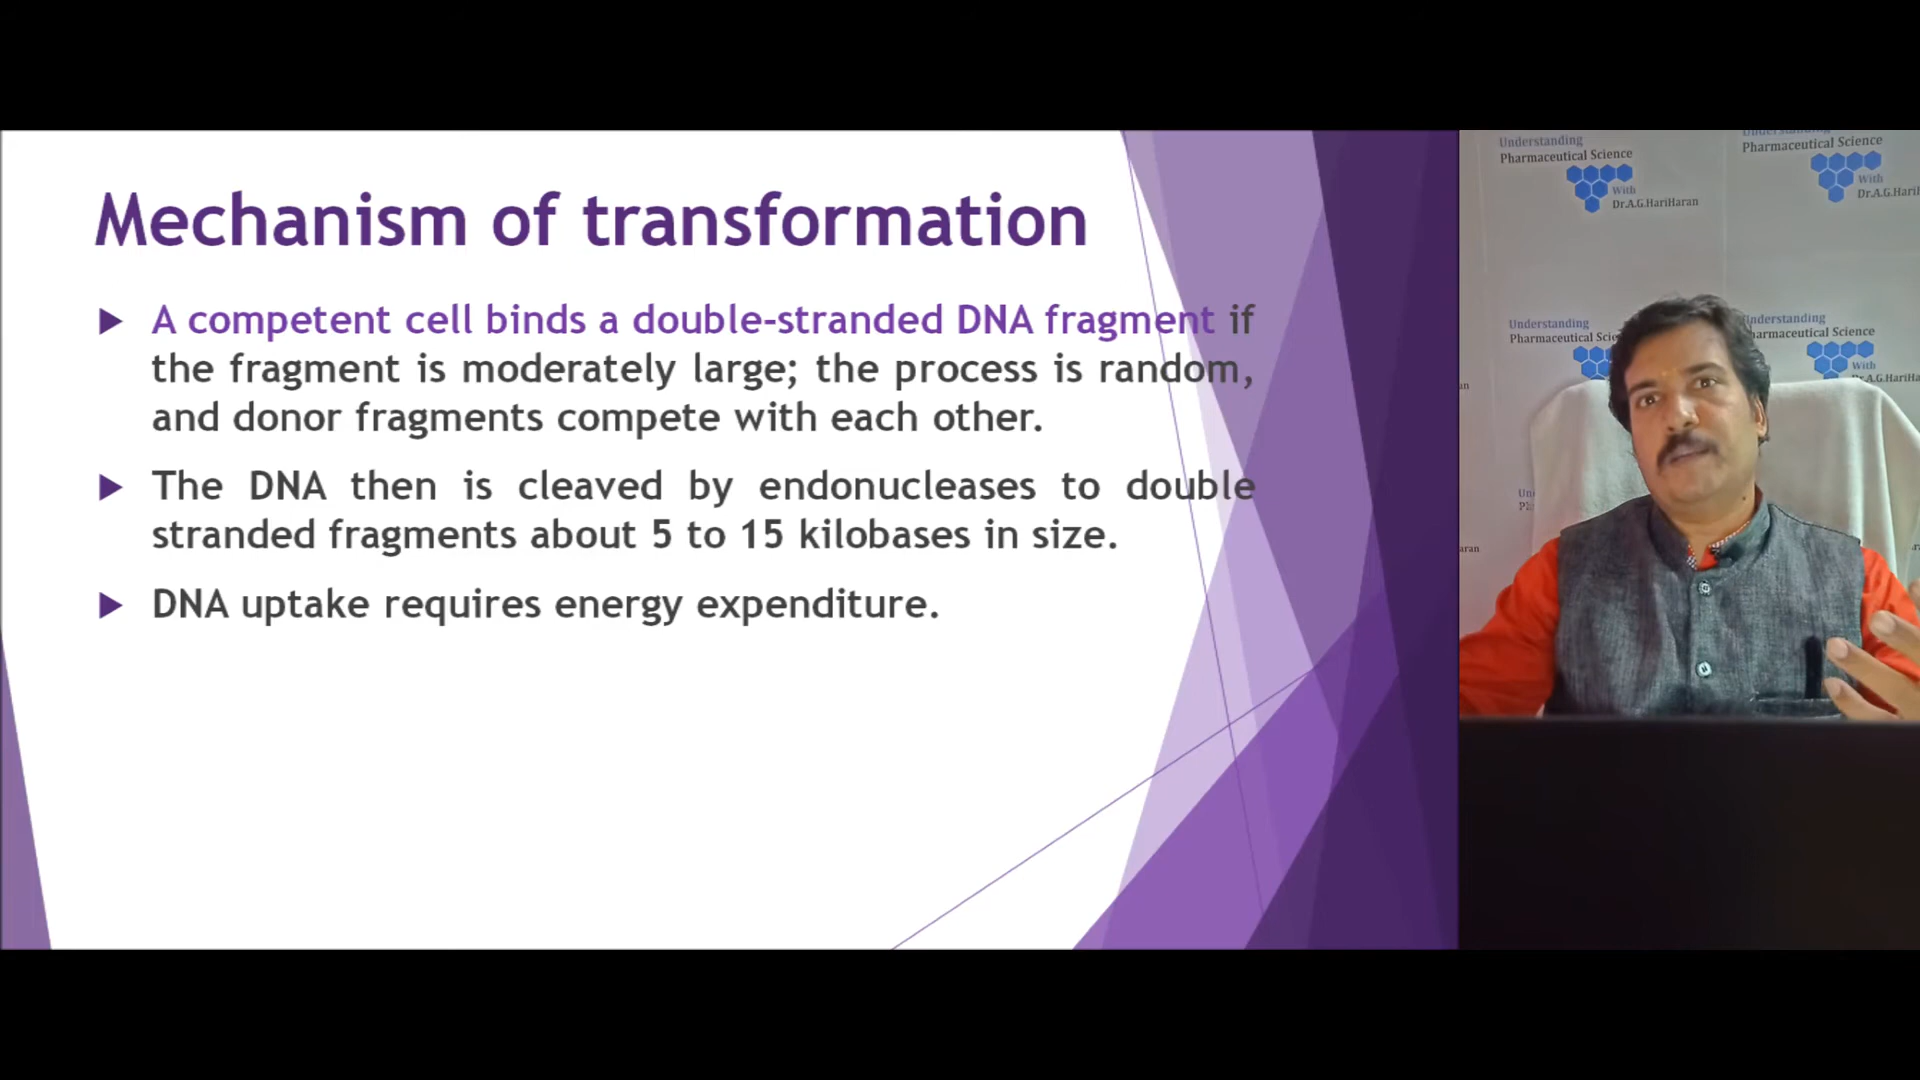 Mechanism of transformation
A competent cell binds a double-stranded DNA fragment if
the fragment is moderately large; the process is random,
and donor fragments compete with each other.
The DNA then is cleaved by endonucleases to double
stranded fragments about 5 to 15 kilobases in size.
DNA uptake requires energy expenditure.
Understanding
Pharmaceutical Science
With
Dr.A.G.HariHaran
Understanding
Pharmaceutical Science
With
Understanding
Pharmaceutical Science
With